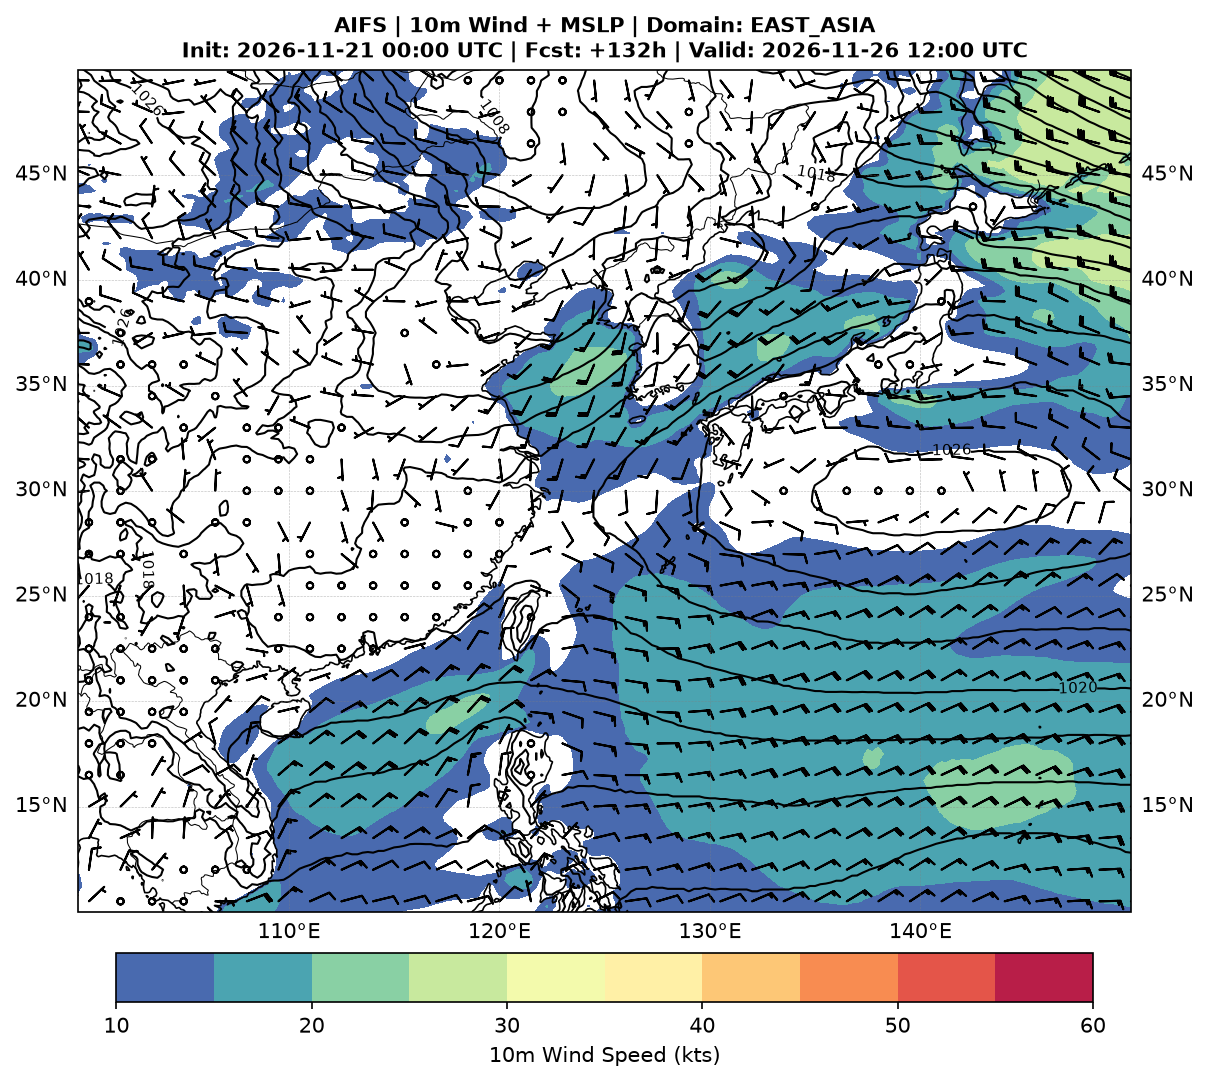 AIFS | 10m Wind + MSLP | Domain: EAST_ASIA
Init: 2026-11-21 00:00 UTC | Fcst: +132h | Valid: 2026-11-26 12:00 UTC
1026
1008
1018
45°N
45°N
40°N
40°N
1026
35°N
35°N
1026
30°N
30°N
1018
1018
25°N
25°N
1020
20°N
20°N
15°N
15°N
110°E
120°E
130°E
140°E
10
20
30
40
50
60
10m Wind Speed (kts)